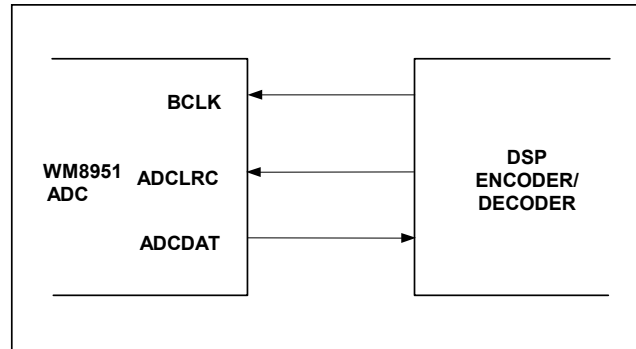 BCLK
WM8951
ADC
ADCLRC
ADCDAT
DSP
ENCODER/
DECODER